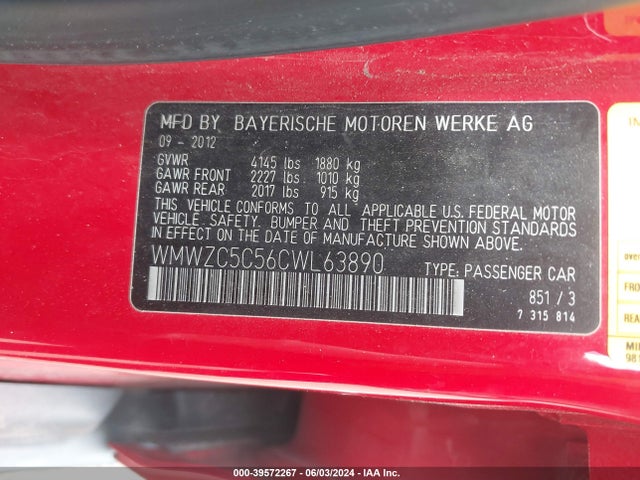 MFD BY BAYERISCHE MOTOREN WERKE AG
09 - 2012
GVWR 4145 lbs 1880 kg
GAWR FRONT 2227 lbs 1010 kg
GAWR REAR 2017 lbs 915 kg
THIS VEHICLE CONFORMS TO ALL APPLICABLE U.S. FEDERAL MOTOR
VEHICLE, SAFETY, BUMPER AND THEFT PREVENTION STANDARDS
IN EFFECT ON THE DATE OF MANUFACTURE SHOWN ABOVE.
WMWZC5C56CWL63890 TYPE: PASSENGER CAR
851 / 3
7 315 814
000-39572267 - 06/03/2024 - IAA Inc.